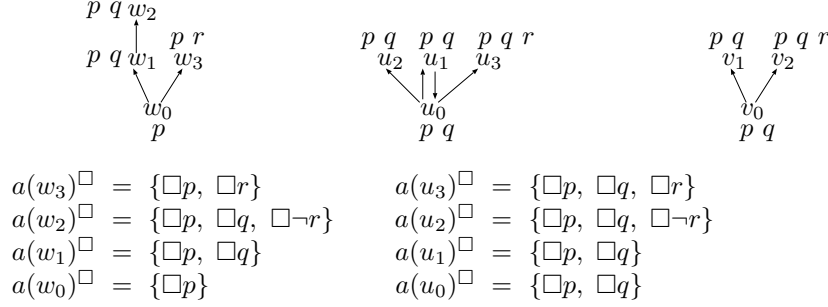 p q w₂
p q w₁
p r
w₃
w₀
p
p q
u₂
p q
u₁
p q r
u₃
u₀
p q
p q
v₁
p q r
v₂
v₀
p q
a(w₃)^□ = {□p, □r}
a(w₂)^□ = {□p, □q, □¬r}
a(w₁)^□ = {□p, □q}
a(w₀)^□ = {□p}
a(u₃)^□ = {□p, □q, □r}
a(u₂)^□ = {□p, □q, □¬r}
a(u₁)^□ = {□p, □q}
a(u₀)^□ = {□p, □q}